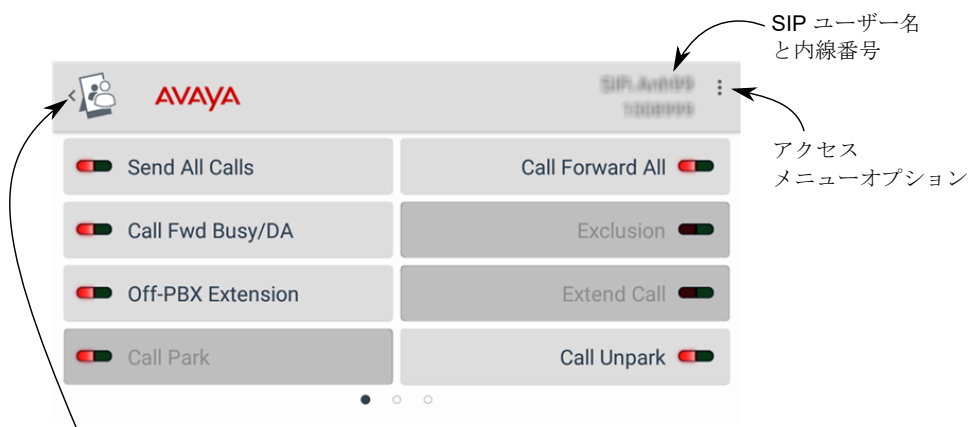 SIP ユーザー名
と内線番号
AVAYA
アクセス
メニューオプション
Send All Calls
Call Forward All
Call Fwd Busy/DA
Exclusion
Off-PBX Extension
Extend Call
Call Park
Call Unpark